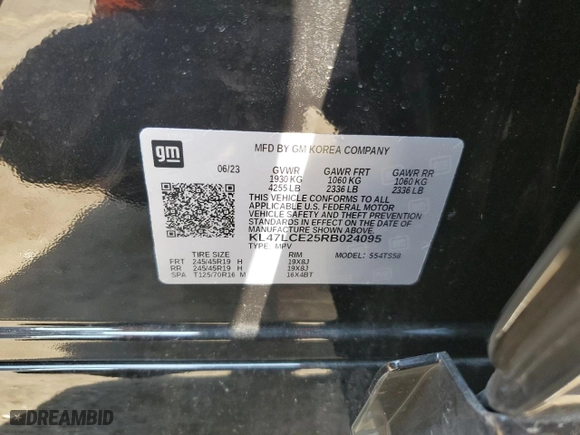 gm
MFD BY GM KOREA COMPANY
06/23 GVWR GAWR FRT GAWR RR
1930 KG 1060 KG 1060 KG
4255 LB 2336 LB 2336 LB
THIS VEHICLE CONFORMS TO ALL
APPLICABLE U.S. FEDERAL MOTOR
VEHICLE SAFETY AND THEFT PREVENTION
STANDARDS IN EFFECT ON THE DATE OF
MANUFACTURE SHOWN ABOVE.
KL47LCE25RB024095
TYPE: MPV MODEL: 5S4TS58
TIRE SIZE RIM
FRT 245/45R19 H 19X8J
RR 245/45R19 H 19X8J
SPA T125/70R16 M 16X4BT
DREAMBID